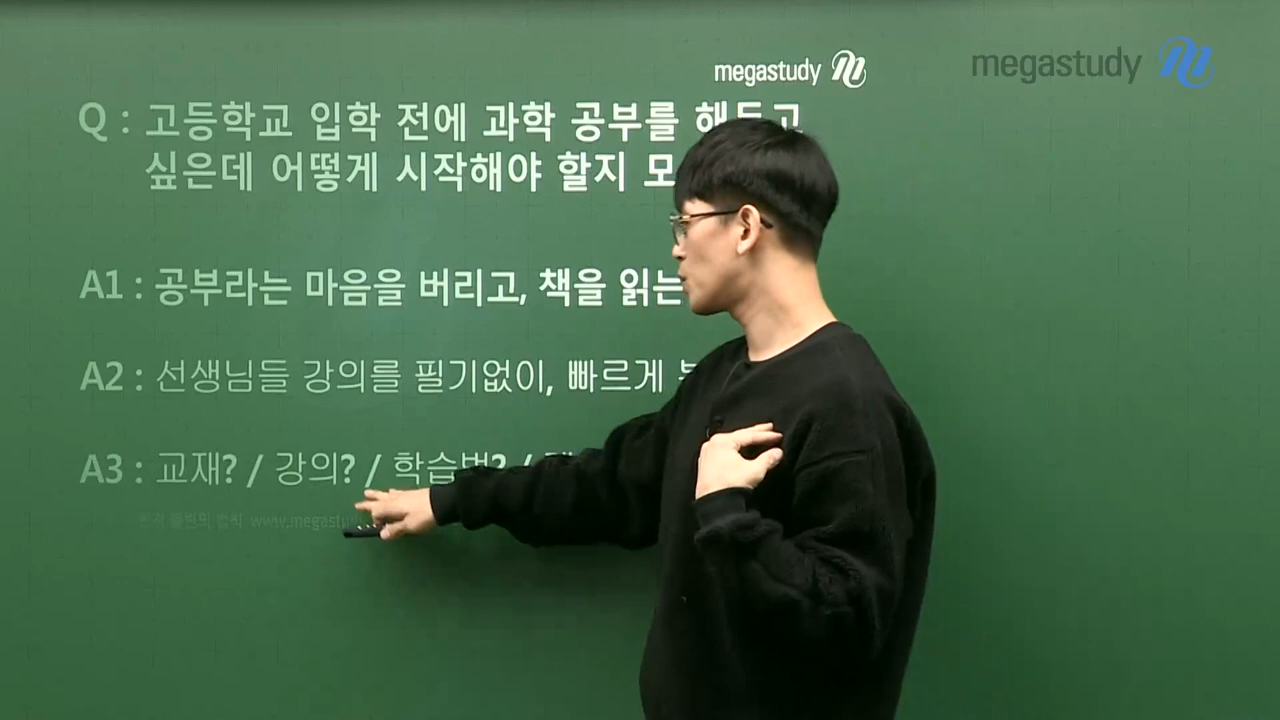 megastudy
megastudy
Q : 고등학교 입학 전에 과학 공부를 해두고
싶은데 어떻게 시작해야 할지
A1 : 공부라는 마음을 버리고, 책을 읽는
A2 : 선생님들 강의를 필기없이, 빠르게
A3 : 교재? / 강의? / 학습법? /
www.megastu